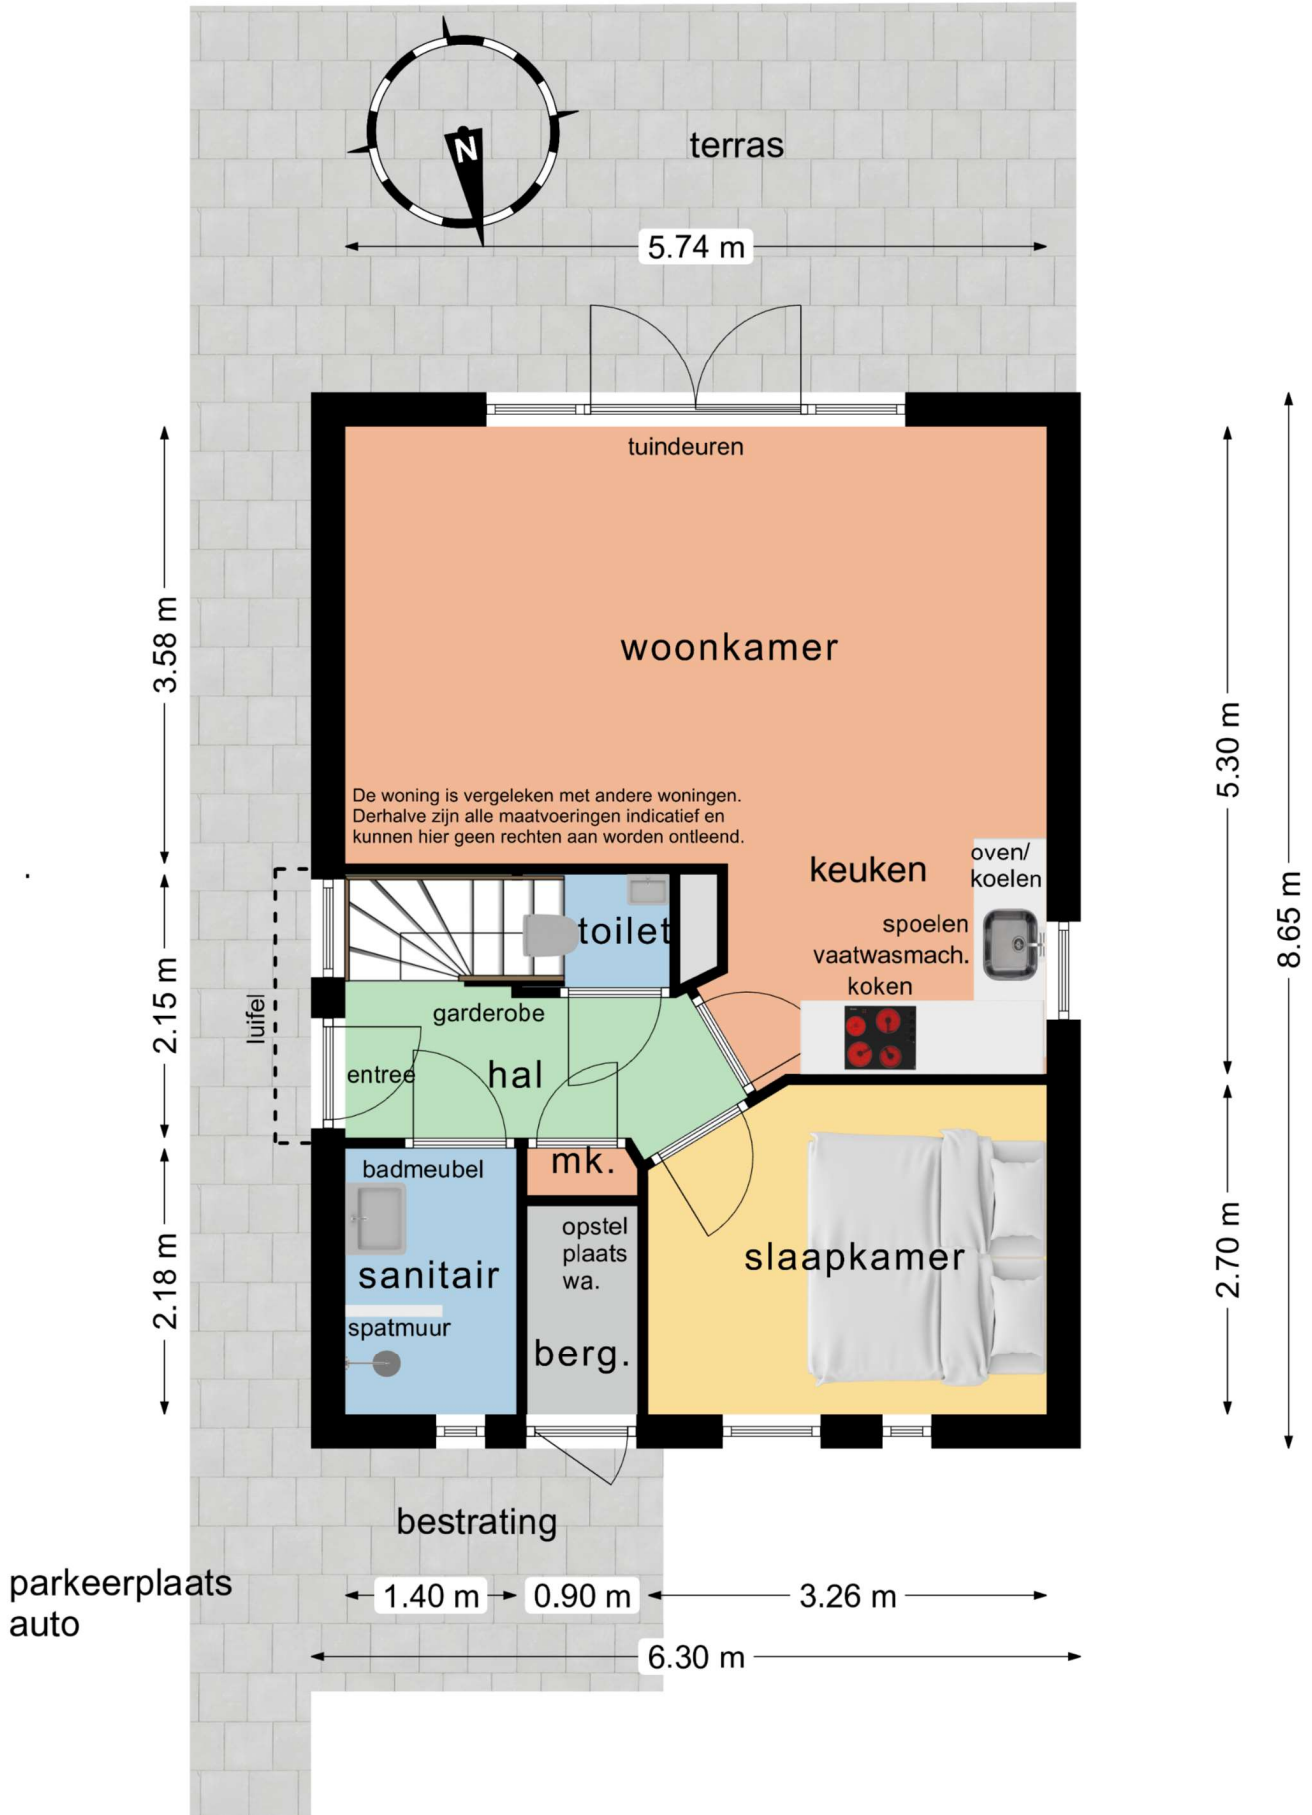 N
terras
5.74 m
tuindeuren
3.58 m
woonkamer
5.30 m
De woning is vergeleken met andere woningen.
Derhalve zijn alle maatvoeringen indicatief en
kunnen hier geen rechten aan worden ontleend.
keuken
oven/
koelen
spoelen
vaatwasmach.
koken
8.65 m
toilet
2.15 m
luifel
garderobe
entree
hal
badmeubel
mk.
opstel
plaats
wa.
slaapkamer
2.70 m
2.18 m
sanitair
spatmuur
berg.
bestrating
parkeerplaats
auto
1.40 m
0.90 m
3.26 m
6.30 m